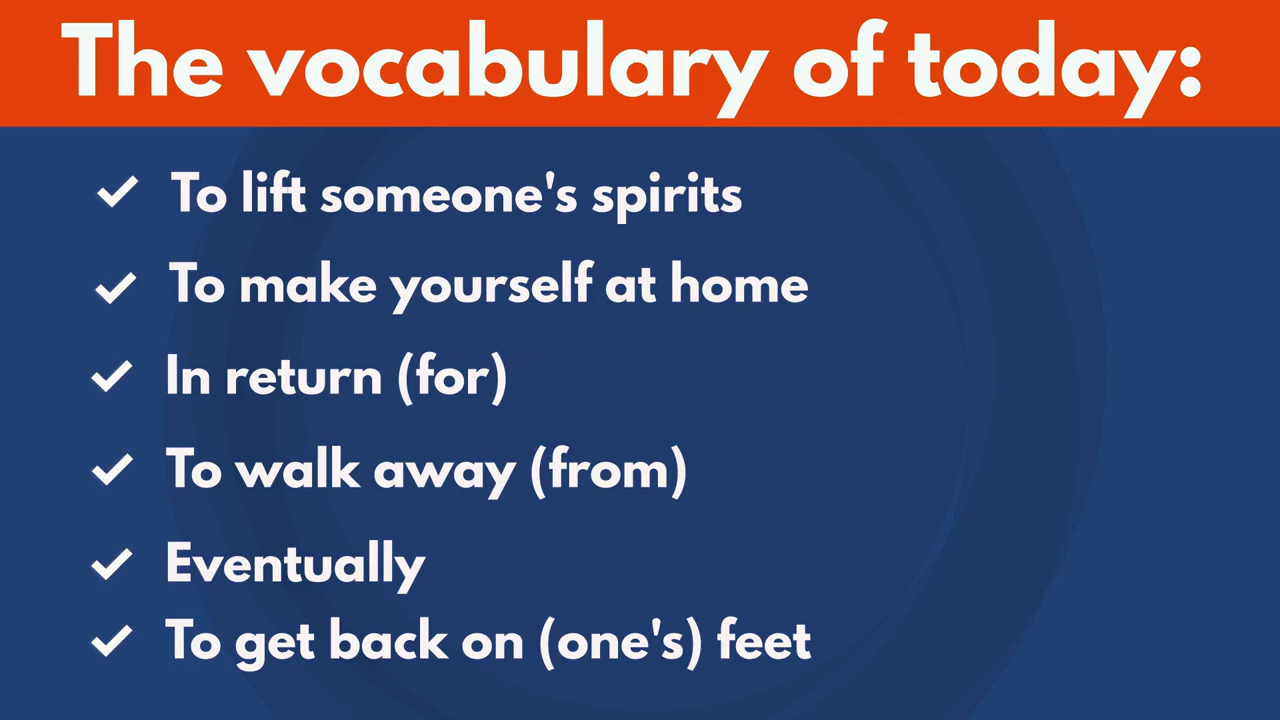 The vocabulary of today:
To lift someone's spirits
To make yourself at home
In return (for)
To walk away (from)
Eventually
To get back on (one's) feet